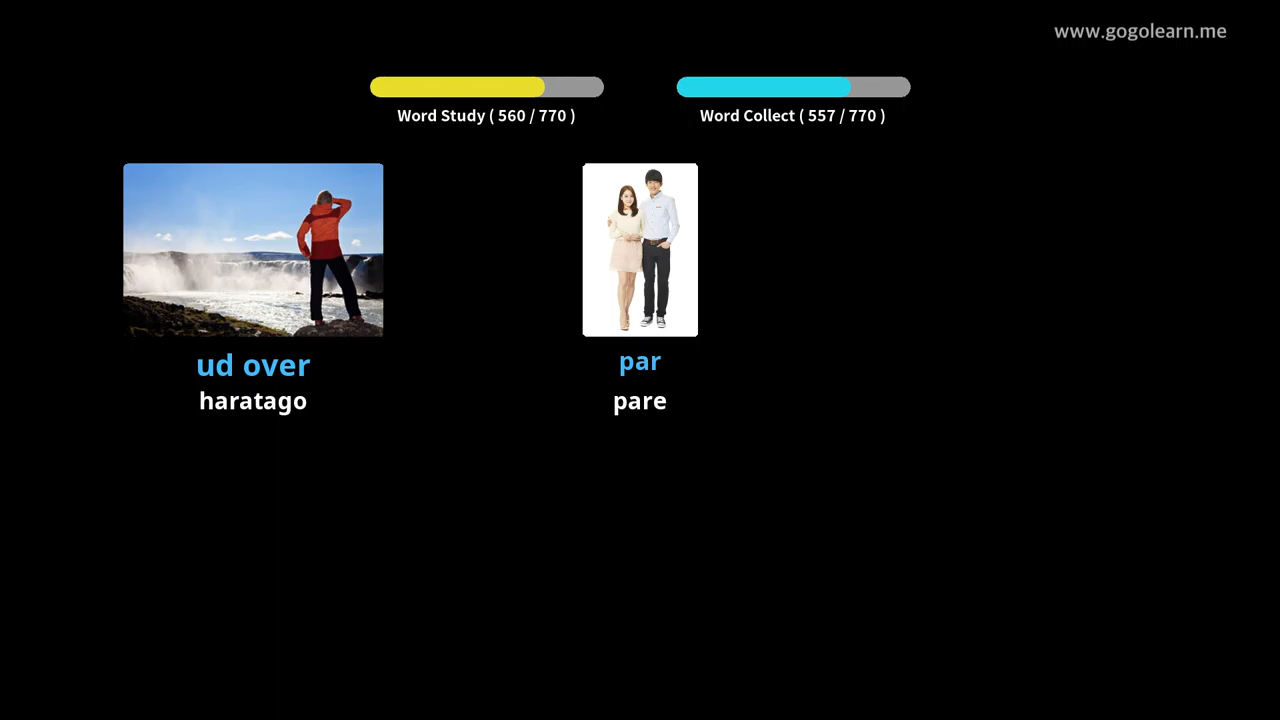 www.gogolearn.me
Word Study ( 560 / 770 )
Word Collect ( 557 / 770 )
ud over
haratago
par
pare